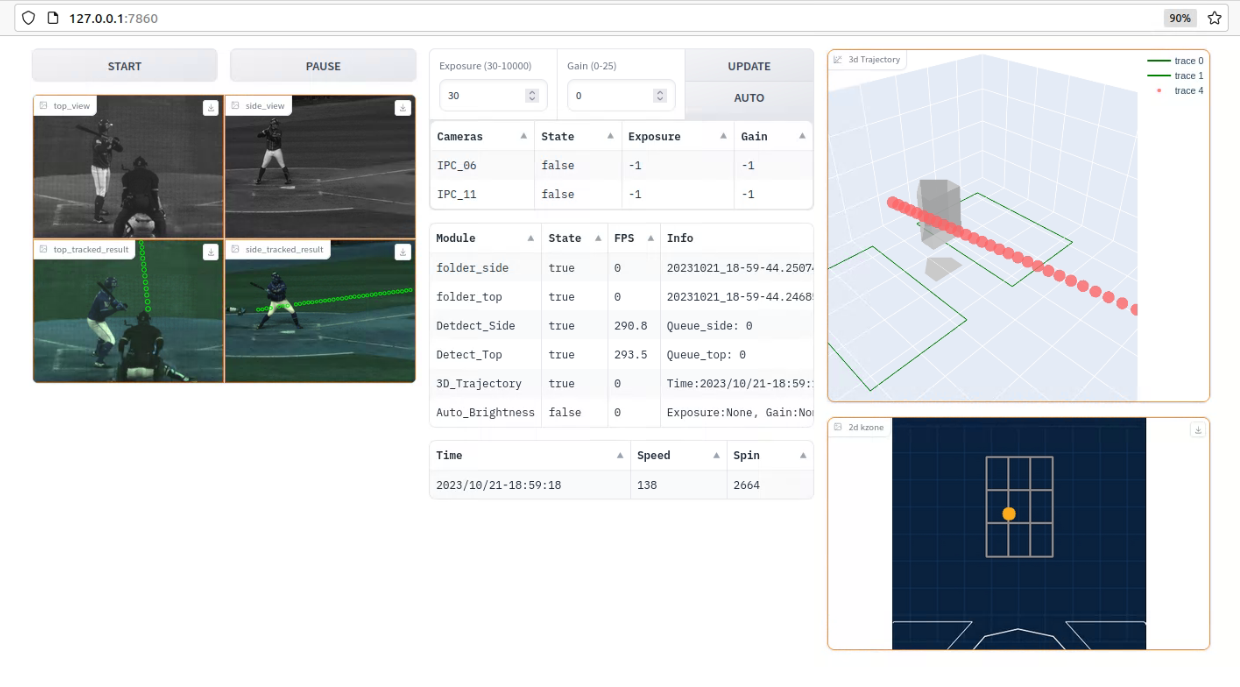 127.0.0.1:7860
90%
START
PAUSE
top_view
side_view
top_tracked_result
side_tracked_result
Exposure (30-10000)
Gain (0-25)
UPDATE
30
0
AUTO
Cameras State Exposure Gain
IPC_06 false -1 -1
IPC_11 false -1 -1
Module State FPS Info
folder_side true 0 20231021_18-59-44.2507
folder_top true 0 20231021_18-59-44.2468
Detdect_Side true 290.8 Queue_side: 0
Detect_Top true 293.5 Queue_top: 0
3D_Trajectory true 0 Time:2023/10/21-18:59:
Auto_Brightness false 0 Exposure:None, Gain:No
Time Speed Spin
2023/10/21-18:59:18 138 2664
3d Trajectory
trace 0
trace 1
trace 4
2d kzone